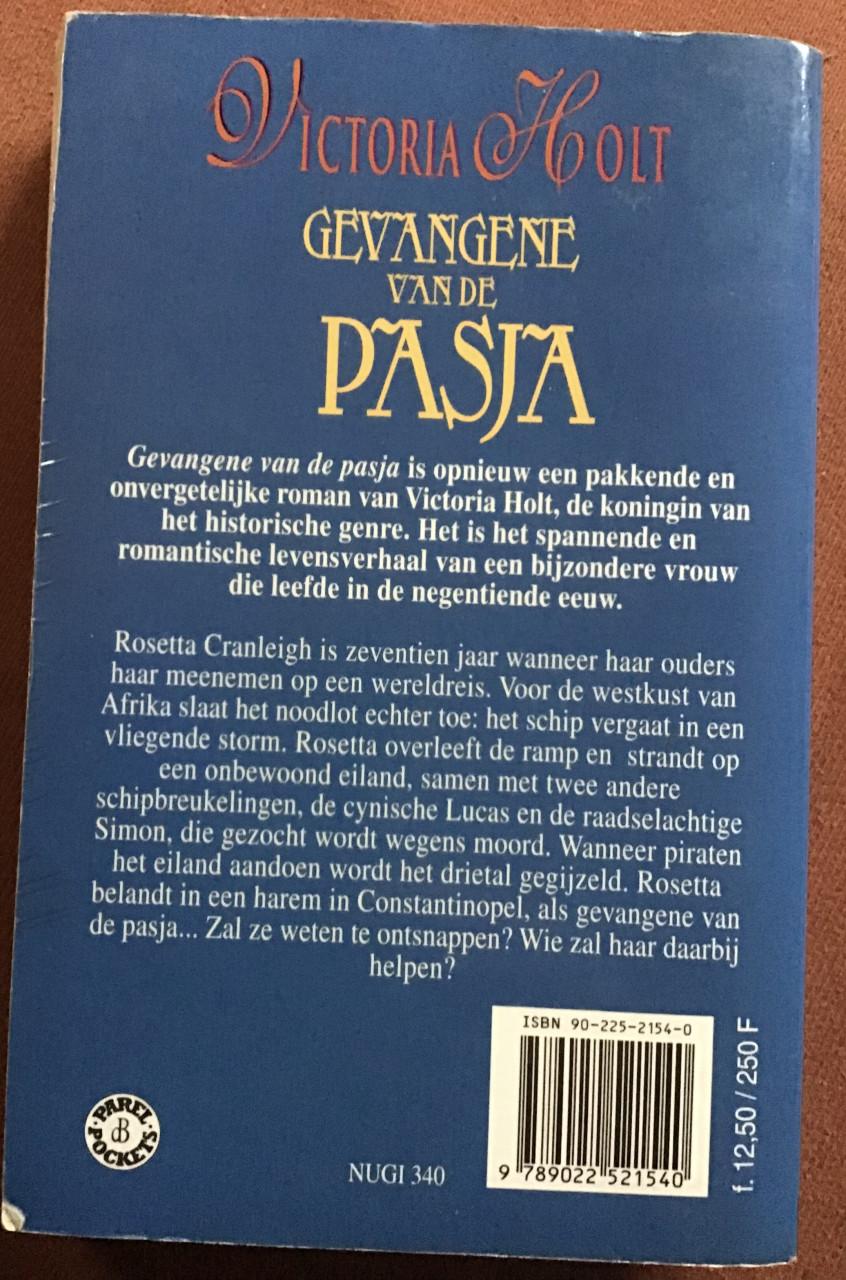 VICTORIA HOLT
GEVANGENE
VAN DE
PASJA
Gevangene van de pasja is opnieuw een pakkende en
onvergetelijke roman van Victoria Holt, de koningin van
het historische genre. Het is het spannende en
romantische levensverhaal van een bijzondere vrouw
die leefde in de negentiende eeuw.
Rosetta Cranleigh is zeventien jaar wanneer haar ouders
haar meenemen op een wereldreis. Voor de westkust van
Afrika slaat het noodlot echter toe: het schip vergaat in een
vliegende storm. Rosetta overleeft de ramp en strandt op
een onbewoond eiland, samen met twee andere
schipbreukelingen, de cynische Lucas en de raadselachtige
Simon, die gezocht wordt wegens moord. Wanneer piraten
het eiland aandoen wordt het drietal gegijzeld. Rosetta
belandt in een harem in Constantinopel, als gevangene van
de pasja... Zal ze weten te ontsnappen? Wie zal haar daarbij
helpen?
ISBN 90-225-2154-0
9 789022 521540
f. 12,50 / 250 F
PAREL
dB
POCKETS
NUGI 340